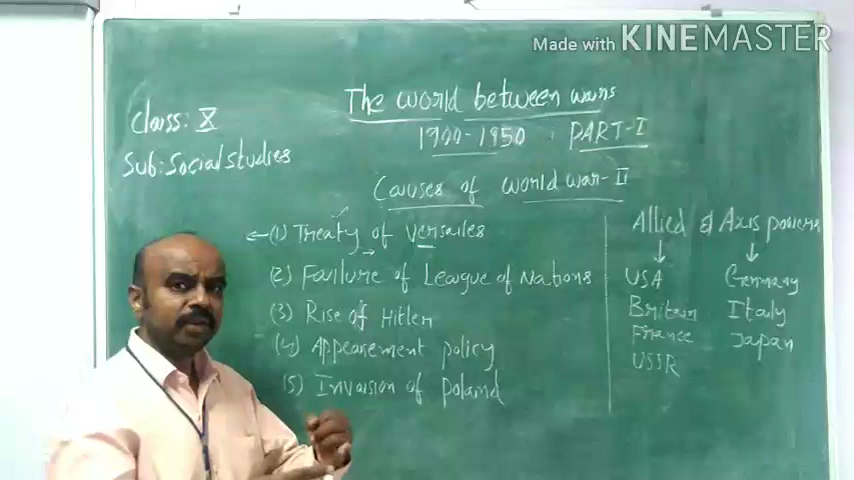 Made with KINEMASTER
The world between wars
1900-1950 PART-I
Class: X
Sub: Social studies
Causes of world war-II
(1) Treaty of Versailes
(2) Failure of League of Nations
(3) Rise of Hitler
(4) Appeasement policy
(5) Invasion of poland
Allied & Axis powers
USA Germany
Britain Italy
France Japan
USSR